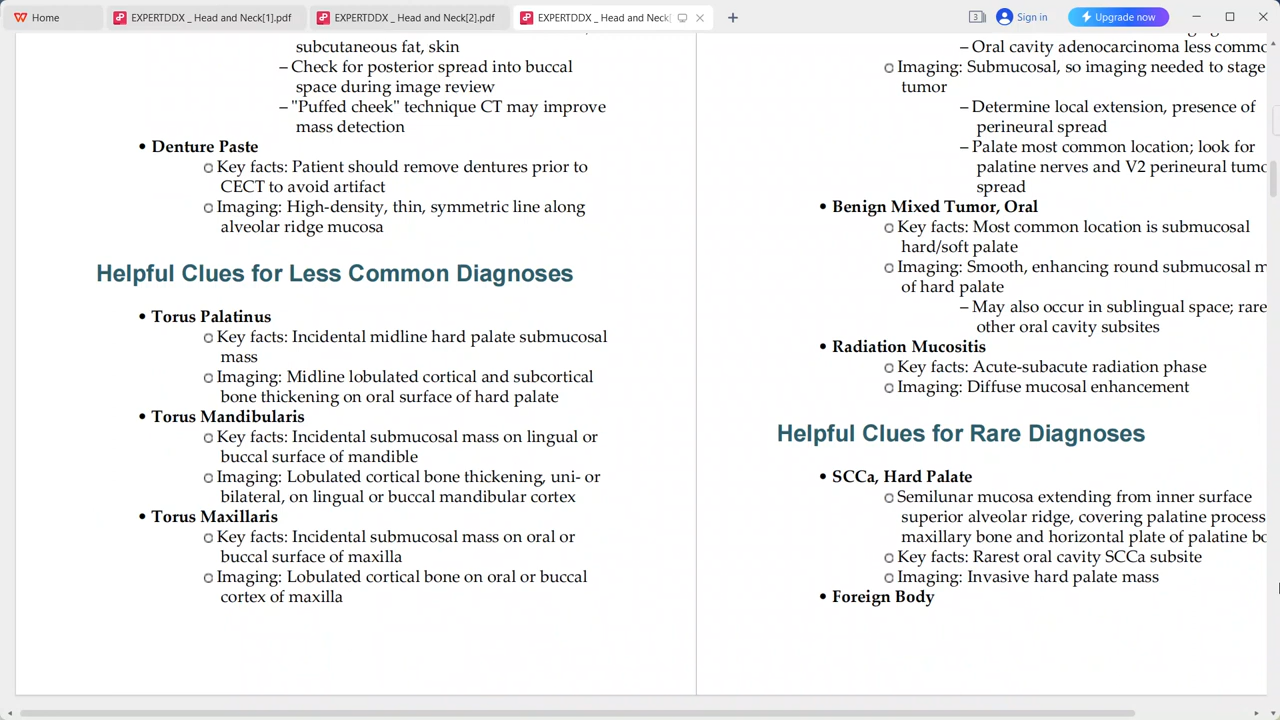 Home
EXPERTDDX _ Head and Neck[1].pdf
EXPERTDDX _ Head and Neck[2].pdf
EXPERTDDX _ Head and Neck[
3
Sign in
Upgrade now
subcutaneous fat, skin
– Check for posterior spread into buccal
space during image review
– "Puffed cheek" technique CT may improve
mass detection
• Denture Paste
Key facts: Patient should remove dentures prior to
CECT to avoid artifact
Imaging: High-density, thin, symmetric line along
alveolar ridge mucosa
Helpful Clues for Less Common Diagnoses
• Torus Palatinus
Key facts: Incidental midline hard palate submucosal
mass
Imaging: Midline lobulated cortical and subcortical
bone thickening on oral surface of hard palate
• Torus Mandibularis
Key facts: Incidental submucosal mass on lingual or
buccal surface of mandible
Imaging: Lobulated cortical bone thickening, uni- or
bilateral, on lingual or buccal mandibular cortex
• Torus Maxillaris
Key facts: Incidental submucosal mass on oral or
buccal surface of maxilla
Imaging: Lobulated cortical bone on oral or buccal
cortex of maxilla
– Oral cavity adenocarcinoma less commo
Imaging: Submucosal, so imaging needed to stage
tumor
– Determine local extension, presence of
perineural spread
– Palate most common location; look for
palatine nerves and V2 perineural tumo
spread
• Benign Mixed Tumor, Oral
Key facts: Most common location is submucosal
hard/soft palate
Imaging: Smooth, enhancing round submucosal m
of hard palate
– May also occur in sublingual space; rare
other oral cavity subsites
• Radiation Mucositis
Key facts: Acute-subacute radiation phase
Imaging: Diffuse mucosal enhancement
Helpful Clues for Rare Diagnoses
• SCCa, Hard Palate
Semilunar mucosa extending from inner surface
superior alveolar ridge, covering palatine process
maxillary bone and horizontal plate of palatine bo
Key facts: Rarest oral cavity SCCa subsite
Imaging: Invasive hard palate mass
• Foreign Body